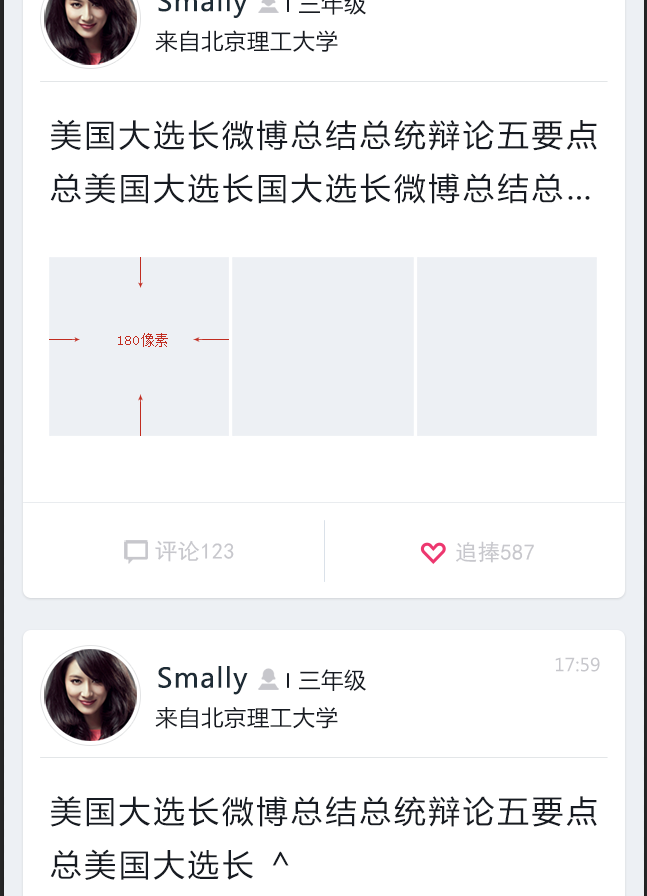 Smally 三年级
来自北京理工大学
美国大选长微博总结总统辩论五要点
总美国大选长国大选长微博总结总...
180像素
评论123
追捧587
Smally 三年级
17:59
来自北京理工大学
美国大选长微博总结总统辩论五要点
总美国大选长 ^